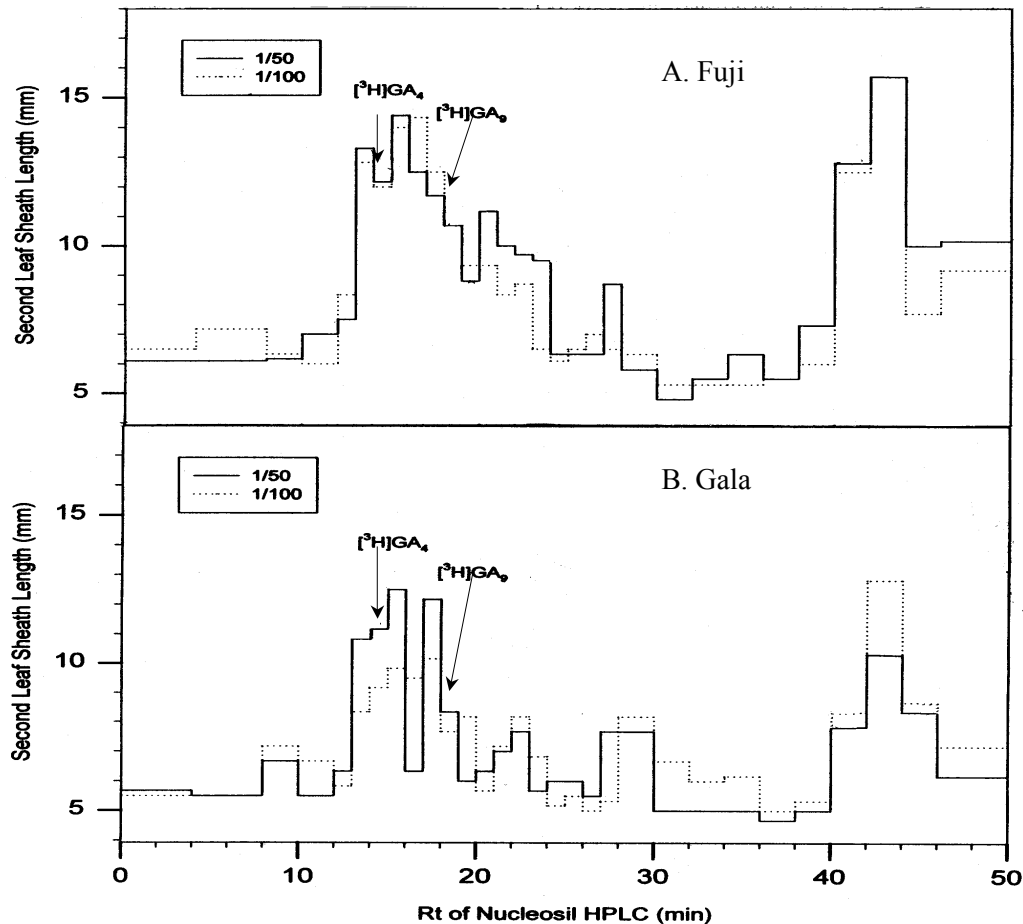 1/50
1/100
A. Fuji
[³H]GA₄
[³H]GA₉
15
10
5
Second Leaf Sheath Length (mm)
1/50
1/100
B. Gala
[³H]GA₄
[³H]GA₉
15
10
5
Second Leaf Sheath Length (mm)
0 10 20 30 40 50
Rt of Nucleosil HPLC (min)